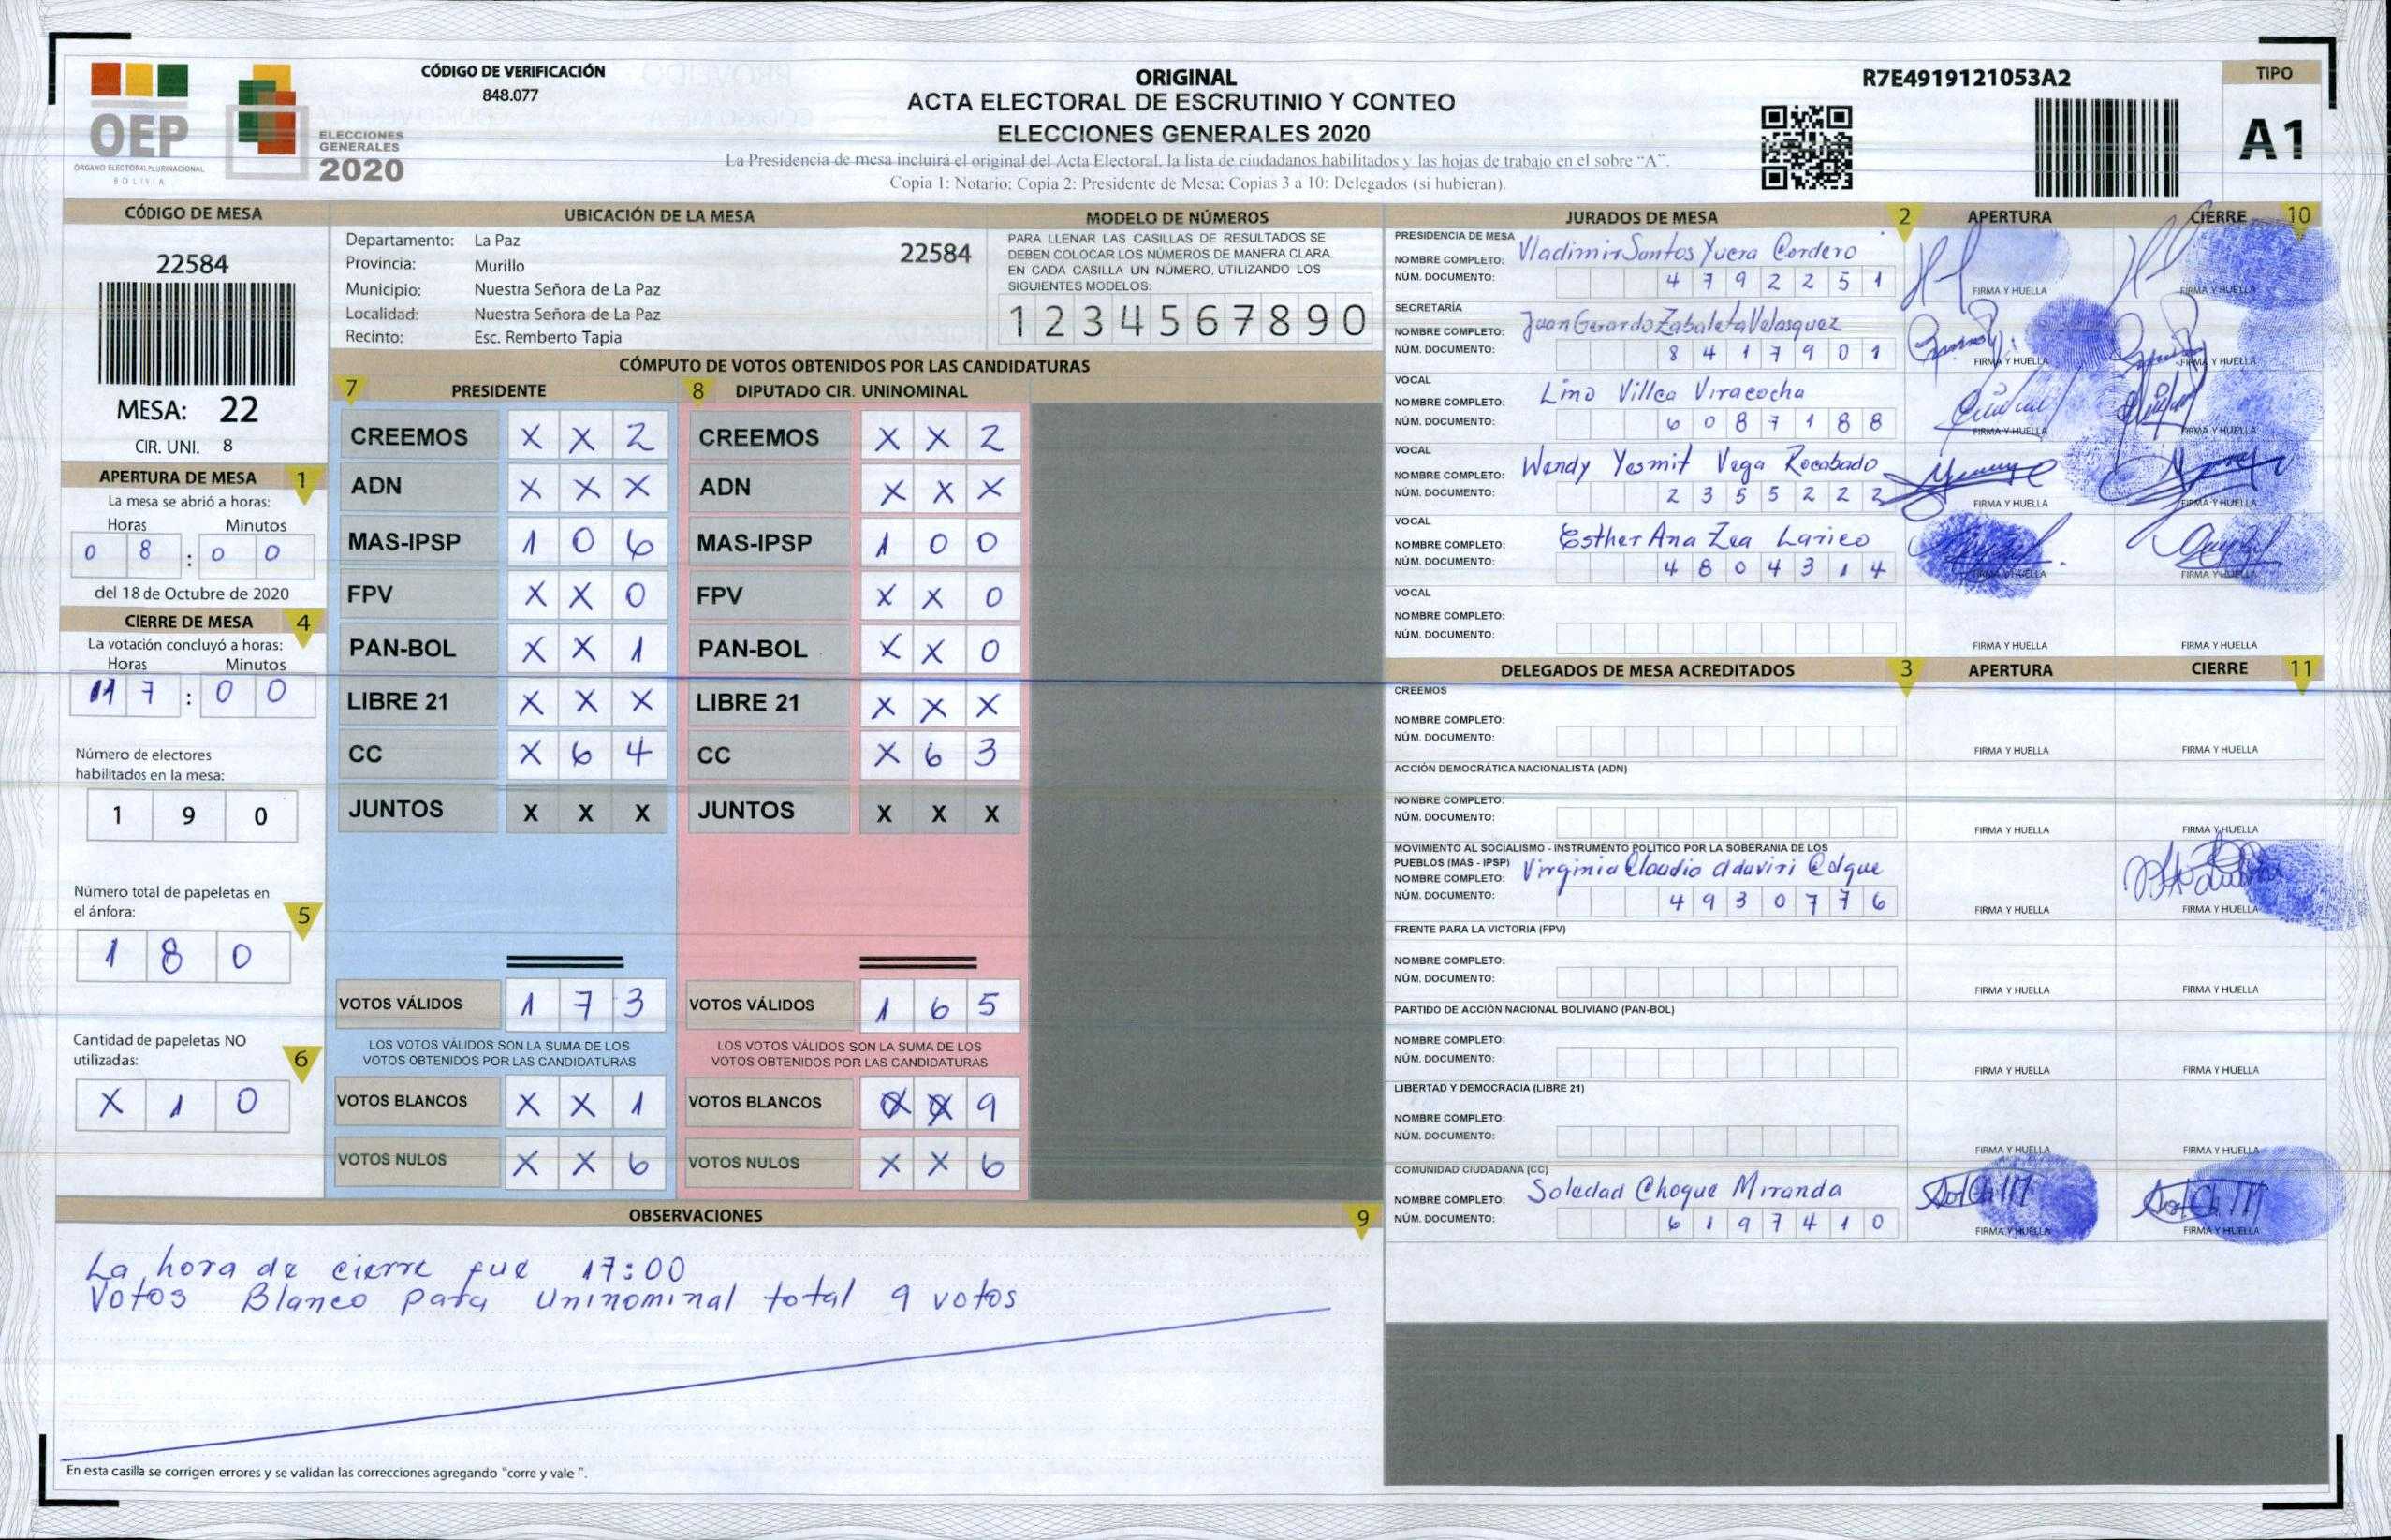 OEP
ÓRGANO ELECTORAL PLURINACIONAL
BOLIVIA
ELECCIONES
GENERALES
2020
CÓDIGO DE VERIFICACIÓN
848.077
ORIGINAL
ACTA ELECTORAL DE ESCRUTINIO Y CONTEO
ELECCIONES GENERALES 2020
La Presidencia de mesa incluirá el original del Acta Electoral, la lista de ciudadanos habilitados y las hojas de trabajo en el sobre "A".
Copia 1: Notario; Copia 2: Presidente de Mesa; Copias 3 a 10: Delegados (si hubieran).
R7E4919121053A2
TIPO
A1
CÓDIGO DE MESA
22584
MESA: 22
CIR. UNI. 8
APERTURA DE MESA 1
La mesa se abrió a horas:
Horas Minutos
0 8 : 0 0
del 18 de Octubre de 2020
CIERRE DE MESA 4
La votación concluyó a horas:
Horas Minutos
1 7 : 0 0
Número de electores
habilitados en la mesa:
1 9 0
Número total de papeletas en
el ánfora:
5
1 8 0
Cantidad de papeletas NO
utilizadas:
6
X 1 0
UBICACIÓN DE LA MESA
Departamento: La Paz
22584
Provincia: Murillo
Municipio: Nuestra Señora de La Paz
Localidad: Nuestra Señora de La Paz
Recinto: Esc. Remberto Tapia
MODELO DE NÚMEROS
PARA LLENAR LAS CASILLAS DE RESULTADOS SE
DEBEN COLOCAR LOS NÚMEROS DE MANERA CLARA.
EN CADA CASILLA UN NÚMERO, UTILIZANDO LOS
SIGUIENTES MODELOS:
1 2 3 4 5 6 7 8 9 0
CÓMPUTO DE VOTOS OBTENIDOS POR LAS CANDIDATURAS
7 PRESIDENTE 8 DIPUTADO CIR. UNINOMINAL
CREEMOS X X 2 CREEMOS X X 2
ADN X X X ADN X X X
MAS-IPSP 1 0 6 MAS-IPSP 1 0 0
FPV X X 0 FPV X X 0
PAN-BOL X X 1 PAN-BOL X X 0
LIBRE 21 X X X LIBRE 21 X X X
CC X 6 4 CC X 6 3
JUNTOS X X X JUNTOS X X X
VOTOS VÁLIDOS 1 7 3 VOTOS VÁLIDOS 1 6 5
LOS VOTOS VÁLIDOS SON LA SUMA DE LOS LOS VOTOS VÁLIDOS SON LA SUMA DE LOS
VOTOS OBTENIDOS POR LAS CANDIDATURAS VOTOS OBTENIDOS POR LAS CANDIDATURAS
VOTOS BLANCOS X X 1 VOTOS BLANCOS X X 9
VOTOS NULOS X X 6 VOTOS NULOS X X 6
OBSERVACIONES 9
La hora de cierre fue 17:00
Votos Blanco para uninominal total 9 votos
En esta casilla se corrigen errores y se validan las correcciones agregando "corre y vale ".
JURADOS DE MESA 2 APERTURA CIERRE 10
PRESIDENCIA DE MESA
NOMBRE COMPLETO: Vladimir Santos Yucra Cordero
NÚM. DOCUMENTO: 4 7 9 2 2 5 1
FIRMA Y HUELLA FIRMA Y HUELLA
SECRETARÍA
NOMBRE COMPLETO: Juan Gerardo Zabaleta Velasquez
NÚM. DOCUMENTO: 8 4 1 7 9 0 1
FIRMA Y HUELLA FIRMA Y HUELLA
VOCAL
NOMBRE COMPLETO: Lino Villca Viracocha
NÚM. DOCUMENTO: 6 0 8 7 1 8 8
FIRMA Y HUELLA FIRMA Y HUELLA
VOCAL
NOMBRE COMPLETO: Wendy Yesmit Vega Rocabado
NÚM. DOCUMENTO: 2 3 5 5 2 2 2
FIRMA Y HUELLA FIRMA Y HUELLA
VOCAL
NOMBRE COMPLETO: Esther Ana Zea Larico
NÚM. DOCUMENTO: 4 8 0 4 3 1 4
FIRMA Y HUELLA FIRMA Y HUELLA
VOCAL
NOMBRE COMPLETO:
NÚM. DOCUMENTO:
FIRMA Y HUELLA FIRMA Y HUELLA
DELEGADOS DE MESA ACREDITADOS 3 APERTURA CIERRE 11
CREEMOS
NOMBRE COMPLETO:
NÚM. DOCUMENTO:
FIRMA Y HUELLA FIRMA Y HUELLA
ACCIÓN DEMOCRÁTICA NACIONALISTA (ADN)
NOMBRE COMPLETO:
NÚM. DOCUMENTO:
FIRMA Y HUELLA FIRMA Y HUELLA
MOVIMIENTO AL SOCIALISMO - INSTRUMENTO POLÍTICO POR LA SOBERANIA DE LOS
PUEBLOS (MAS - IPSP)
NOMBRE COMPLETO: Virginia Claudia Aduviri Colque
NÚM. DOCUMENTO: 4 9 3 0 7 7 6
FIRMA Y HUELLA FIRMA Y HUELLA
FRENTE PARA LA VICTORIA (FPV)
NOMBRE COMPLETO:
NÚM. DOCUMENTO:
FIRMA Y HUELLA FIRMA Y HUELLA
PARTIDO DE ACCIÓN NACIONAL BOLIVIANO (PAN-BOL)
NOMBRE COMPLETO:
NÚM. DOCUMENTO:
FIRMA Y HUELLA FIRMA Y HUELLA
LIBERTAD Y DEMOCRACIA (LIBRE 21)
NOMBRE COMPLETO:
NÚM. DOCUMENTO:
FIRMA Y HUELLA FIRMA Y HUELLA
COMUNIDAD CIUDADANA (CC)
NOMBRE COMPLETO: Soledad Choque Miranda
NÚM. DOCUMENTO: 6 1 9 7 4 1 0
FIRMA Y HUELLA FIRMA Y HUELLA